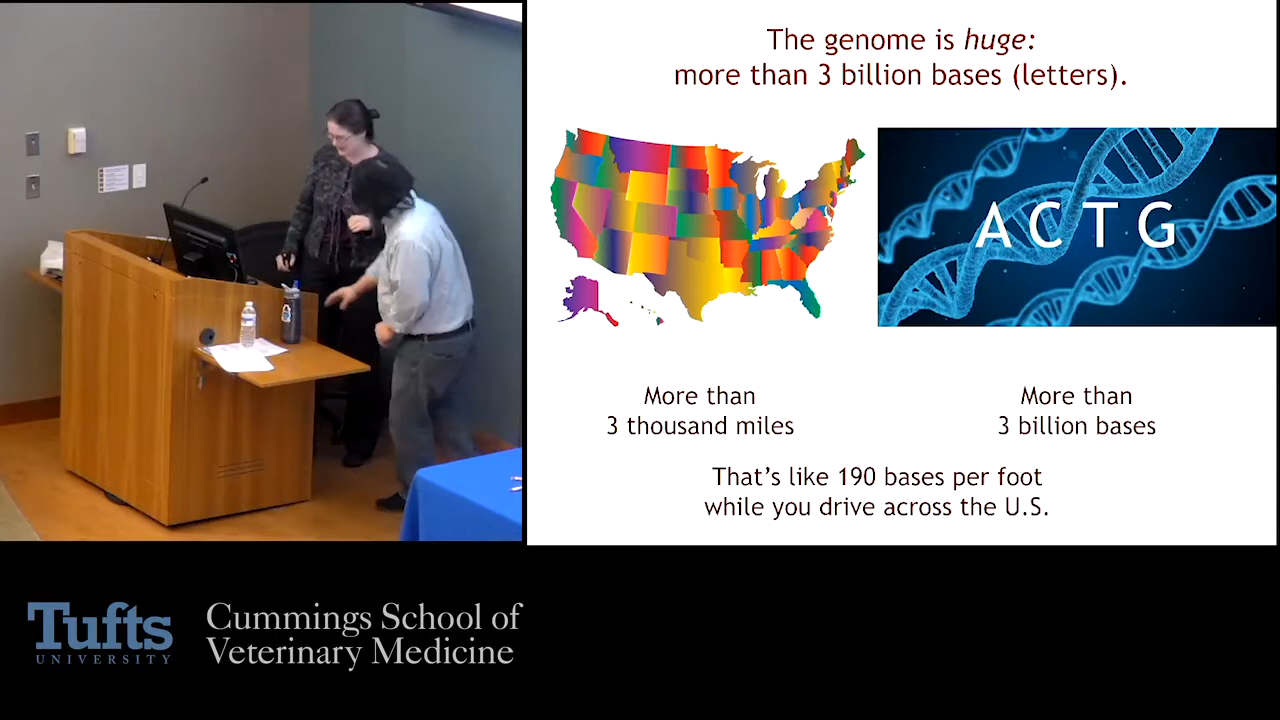 The genome is huge:
more than 3 billion bases (letters).
A C T G
More than
3 thousand miles
More than
3 billion bases
That's like 190 bases per foot
while you drive across the U.S.
Tufts
UNIVERSITY
Cummings School of
Veterinary Medicine